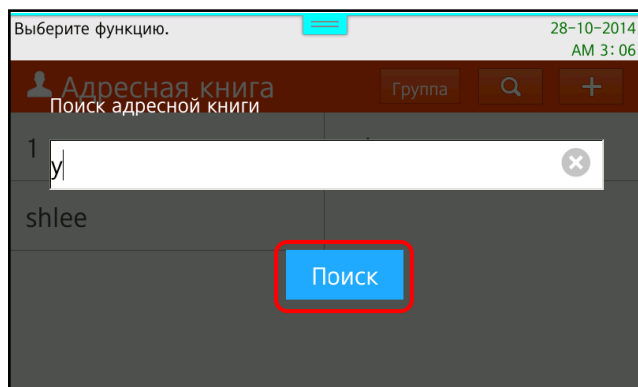 Выберите функцию.
28-10-2014
AM 3:06
Адресная книга
Группа
Поиск адресной книги
1
y
shlee
Поиск